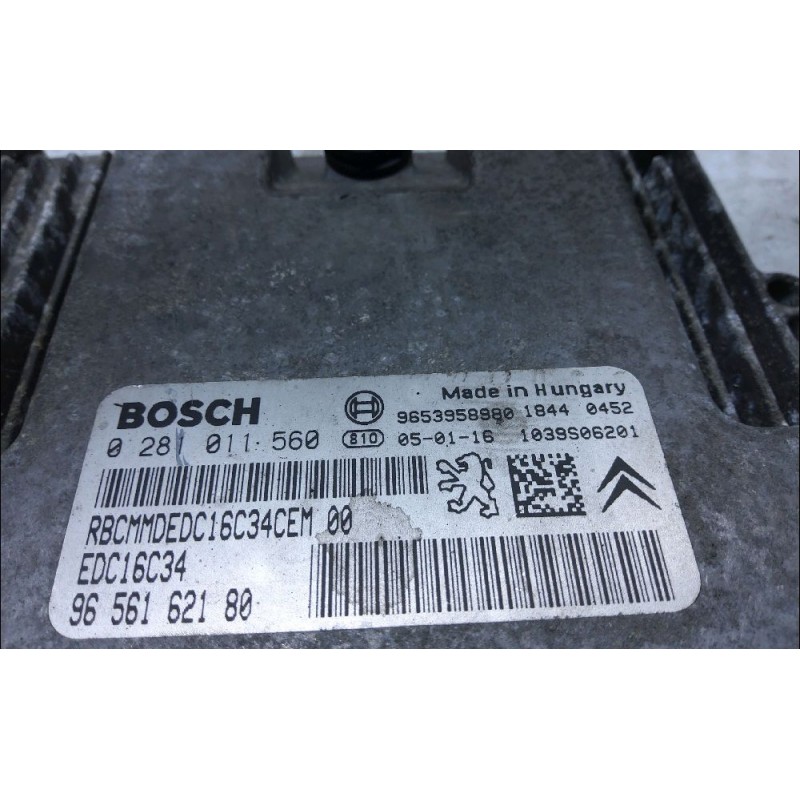 BOSCH
Made in Hungary
9653958980 1844 0452
0 281 011 560 810 05-01-16 1039S06201
RBCMMDEDC16C34CEM 00
EDC16C34
96 561 621 80